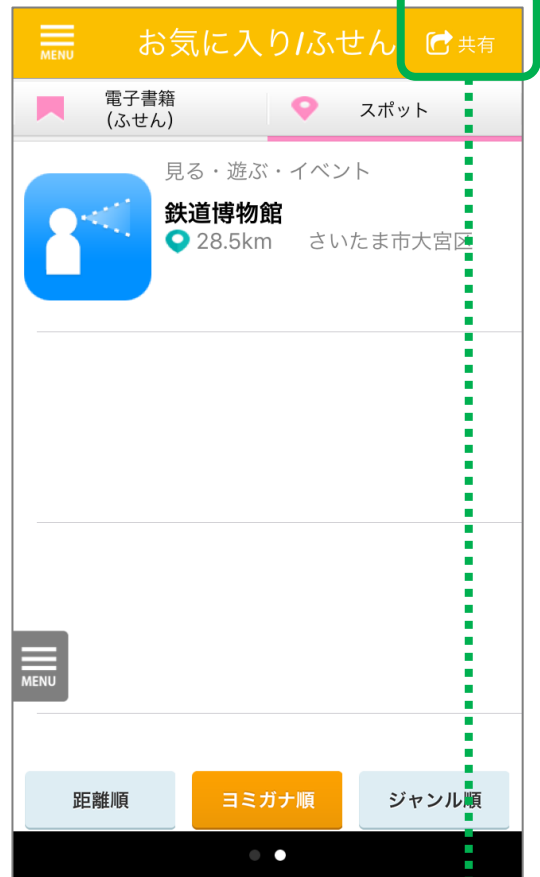 MENU
お気に入り/ふせん
共有
電子書籍
(ふせん)
スポット
見る・遊ぶ・イベント
鉄道博物館
28.5km さいたま市大宮区
MENU
距離順
ヨミガナ順
ジャンル順